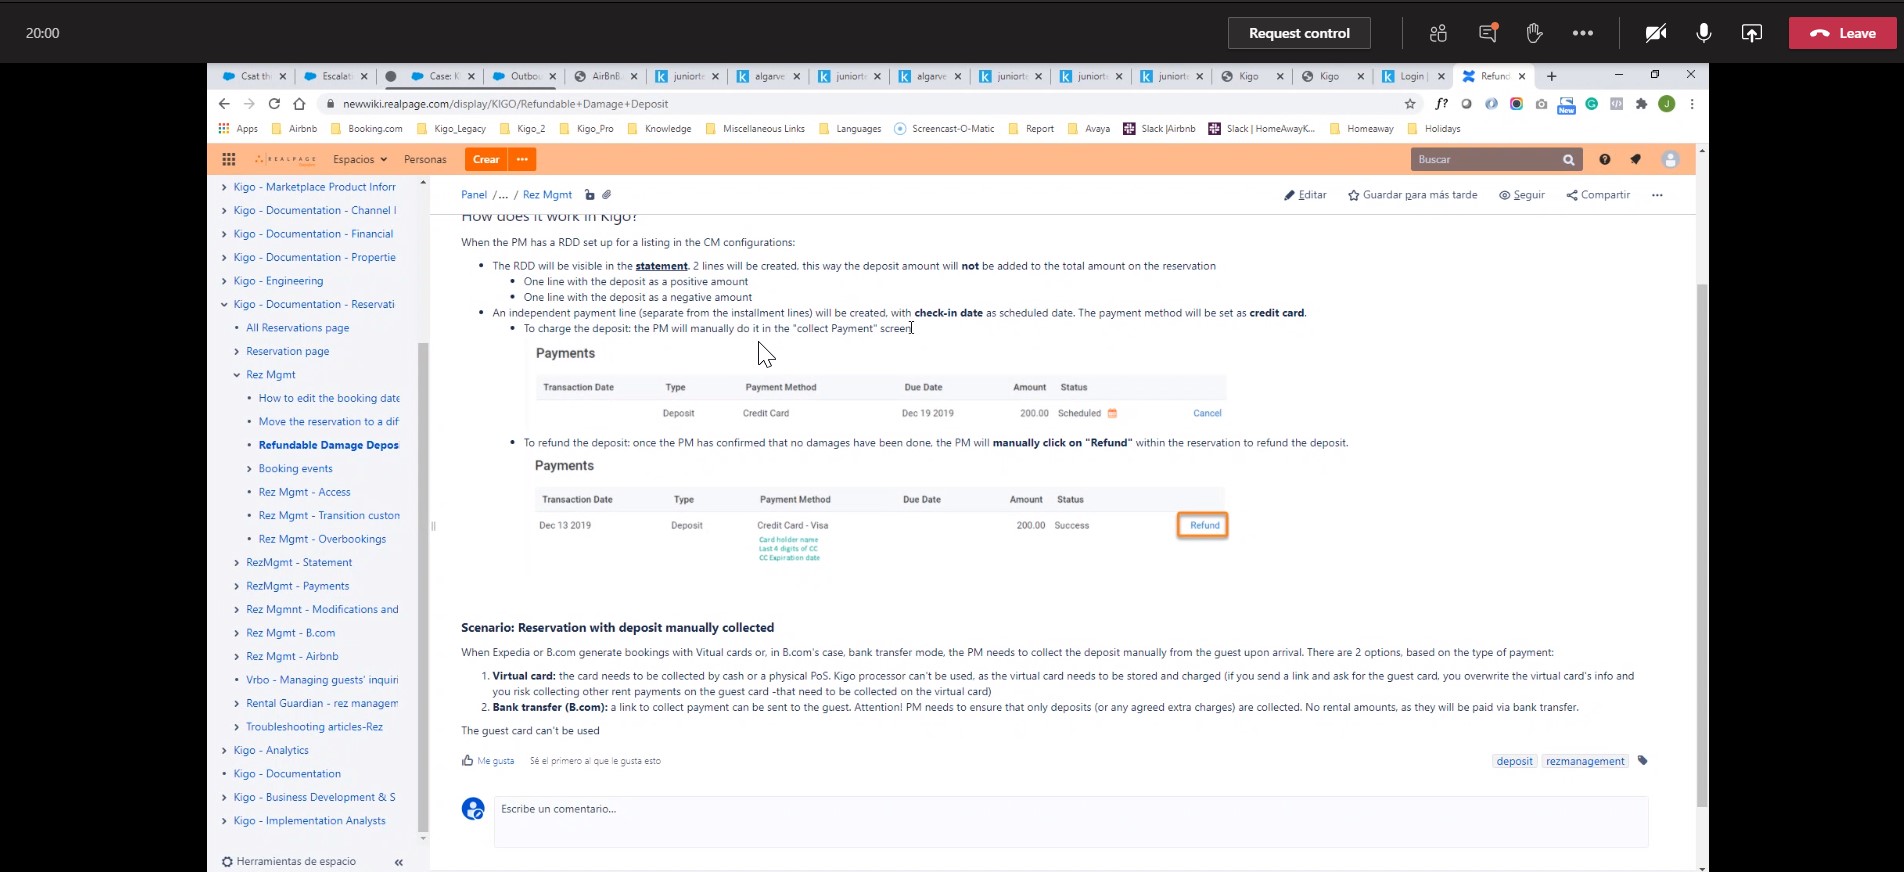 20:00
Request control
Leave
Csat th
Escalat
Case: K
Outbou
AirBnB
juniorte
algarve
juniorte
algarve
juniorte
juniorte
juniorte
Kigo
Kigo
Login |
Refund
newwiki.realpage.com/display/KIGO/Refundable+Damage+Deposit
f?
New
J
Apps
Airbnb
Booking.com
Kigo_Legacy
Kigo_2
Kigo_Pro
Knowledge
Miscellaneous Links
Languages
Screencast-O-Matic
Report
Avaya
Slack |Airbnb
Slack | HomeAwayK...
Homeaway
Holidays
REALPAGE
Espacios
Personas
Crear
Buscar
Kigo - Marketplace Product Inforr
Kigo - Documentation - Channel I
Kigo - Documentation - Financial
Kigo - Documentation - Propertie
Kigo - Engineering
Kigo - Documentation - Reservati
All Reservations page
Reservation page
Rez Mgmt
How to edit the booking date
Move the reservation to a dif
Refundable Damage Depos
Booking events
Rez Mgmt - Access
Rez Mgmt - Transition custon
Rez Mgmt - Overbookings
RezMgmt - Statement
RezMgmt - Payments
Rez Mgmnt - Modifications and
Rez Mgmt - B.com
Rez Mgmt - Airbnb
Vrbo - Managing guests' inquiri
Rental Guardian - rez managem
Troubleshooting articles-Rez
Kigo - Analytics
Kigo - Documentation
Kigo - Business Development & S
Kigo - Implementation Analysts
Herramientas de espacio
Panel /... / Rez Mgmt
Editar
Guardar para más tarde
Seguir
Compartir
How does it work in Kigo?
When the PM has a RDD set up for a listing in the CM configurations:
• The RDD will be visible in the statement. 2 lines will be created, this way the deposit amount will not be added to the total amount on the reservation
• One line with the deposit as a positive amount
• One line with the deposit as a negative amount
• An independent payment line (separate from the installment lines) will be created, with check-in date as scheduled date. The payment method will be set as credit card.
• To charge the deposit: the PM will manually do it in the "collect Payment" screen
Payments
Transaction Date Type Payment Method Due Date Amount Status
Deposit Credit Card Dec 19 2019 200.00 Scheduled Cancel
• To refund the deposit: once the PM has confirmed that no damages have been done, the PM will manually click on "Refund" within the reservation to refund the deposit.
Payments
Transaction Date Type Payment Method Due Date Amount Status
Dec 13 2019 Deposit Credit Card - Visa 200.00 Success Refund
Card holder name
Last 4 digits of CC
CC Expiration date
Scenario: Reservation with deposit manually collected
When Expedia or B.com generate bookings with Vitual cards or, in B.com's case, bank transfer mode, the PM needs to collect the deposit manually from the guest upon arrival. There are 2 options, based on the type of payment:
1. Virtual card: the card needs to be collected by cash or a physical PoS. Kigo processor can't be used, as the virtual card needs to be stored and charged (if you send a link and ask for the guest card, you overwrite the virtual card's info and
you risk collecting other rent payments on the guest card -that need to be collected on the virtual card)
2. Bank transfer (B.com): a link to collect payment can be sent to the guest. Attention! PM needs to ensure that only deposits (or any agreed extra charges) are collected. No rental amounts, as they will be paid via bank transfer.
The guest card can't be used
Me gusta
Sé el primero al que le gusta esto
deposit
rezmanagement
Escribe un comentario...